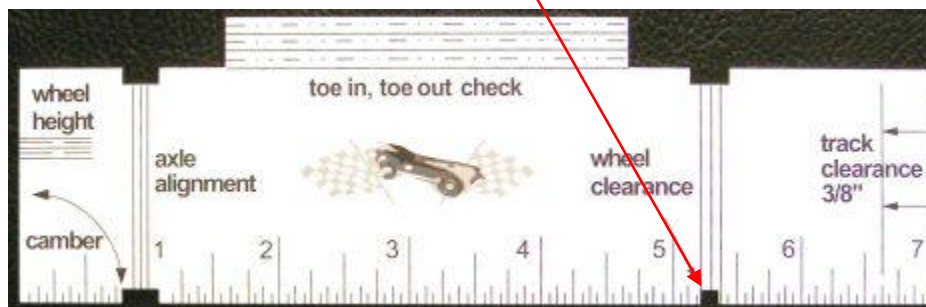 toe in, toe out check
wheel
height
axle
alignment
wheel
clearance
track
clearance
3/8"
camber
1 2 3 4 5 6 7